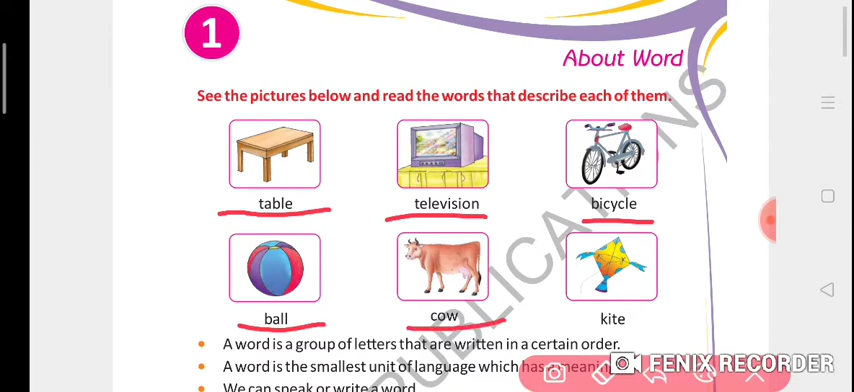 1
About Word
See the pictures below and read the words that describe each of them.
table television bicycle
ball cow kite
• A word is a group of letters that are written in a certain order.
• A word is the smallest unit of language which has a meaning.
• We can speak or write a word.
PUBLICATIONS
FENIX RECORDER